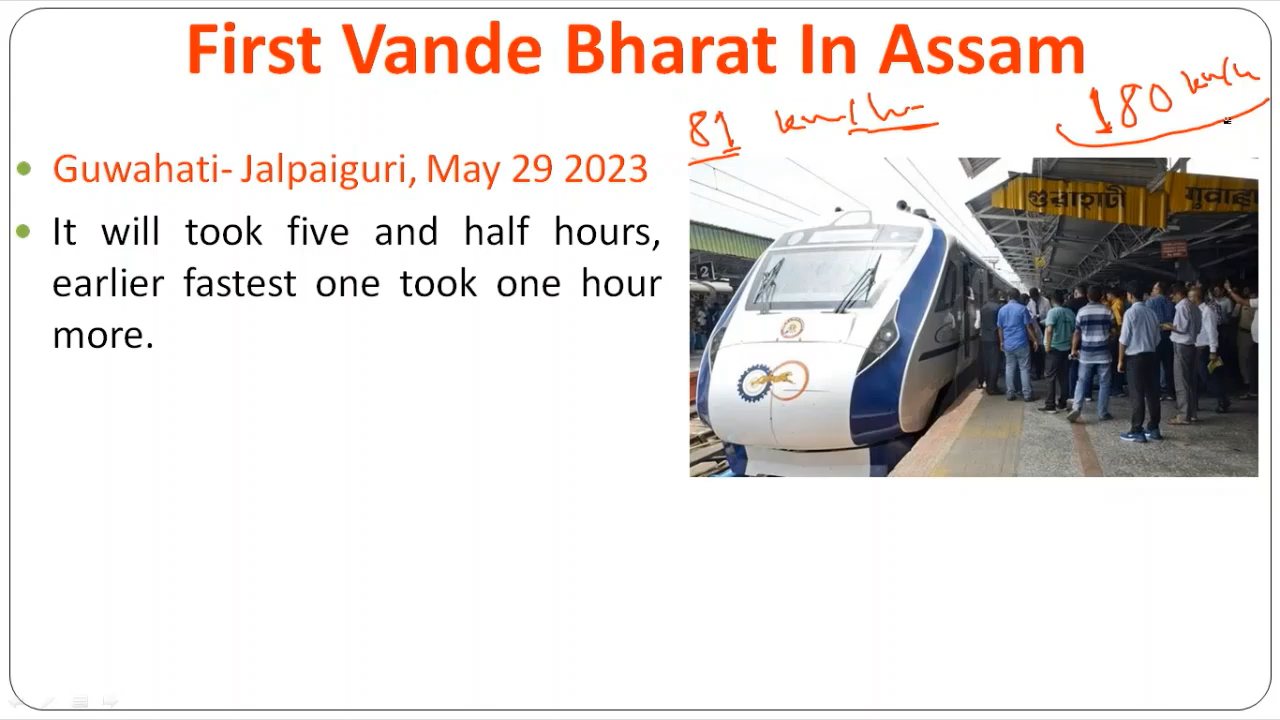 First Vande Bharat In Assam
81 km/hr
180 km/h
Guwahati- Jalpaiguri, May 29 2023
It will took five and half hours,
earlier fastest one took one hour
more.
2
গুৱাহাটী